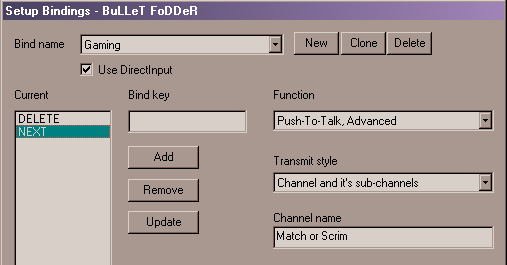 Setup Bindings - BuLLeT FoDDeR
Bind name
Gaming
New
Clone
Delete
Use DirectInput
Current
Bind key
Function
DELETE
NEXT
Push-To-Talk, Advanced
Add
Transmit style
Remove
Channel and it's sub-channels
Update
Channel name
Match or Scrim